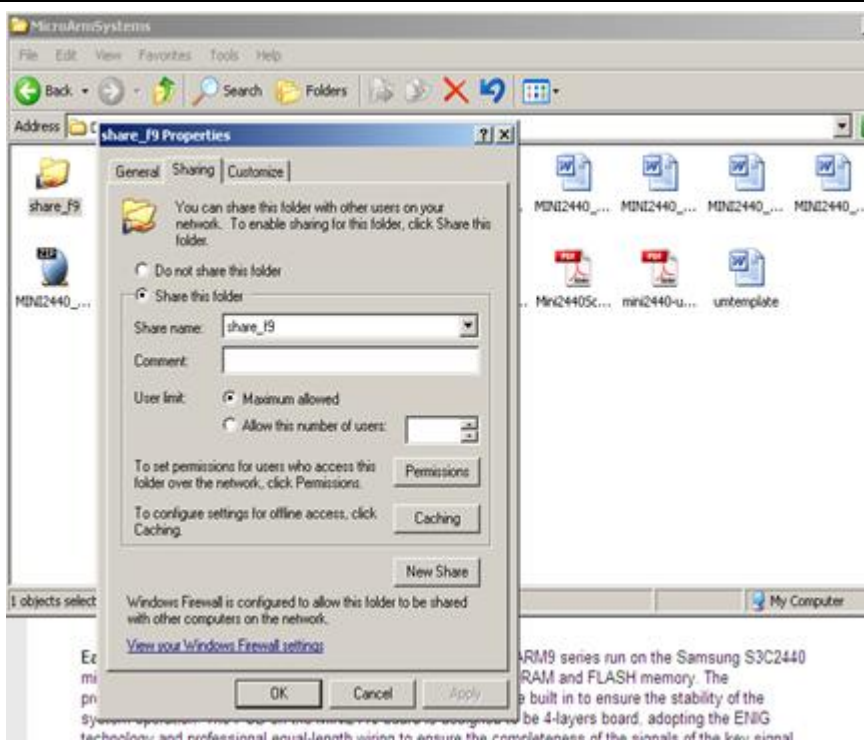 MicroArmSystems
File Edit View Favorites Tools Help
Back Search Folders
Address
share_f9 Properties
General Sharing Customize
You can share this folder with other users on your
network. To enable sharing for this folder, click Share this
folder.
Do not share this folder
Share this folder
Share name: share_f9
Comment:
User limit: Maximum allowed
Allow this number of users:
To set permissions for users who access this
folder over the network, click Permissions.
Permissions
To configure settings for offline access, click
Caching.
Caching
New Share
Windows Firewall is configured to allow this folder to be shared
with other computers on the network.
View your Windows Firewall settings
OK Cancel Apply
share_f9
MINI2440_...
MINI2440_... MINI2440_... MINI2440_... MINI2440_...
Mini2440Sc... mini2440-u... umtemplate
1 objects select
My Computer
ARM9 series run on the Samsung S3C2440
RAM and FLASH memory. The
be built in to ensure the stability of the
be 4-layers board, adopting the ENIG
technology and professional equal-length wiring to ensure the completeness of the signals of the key signal